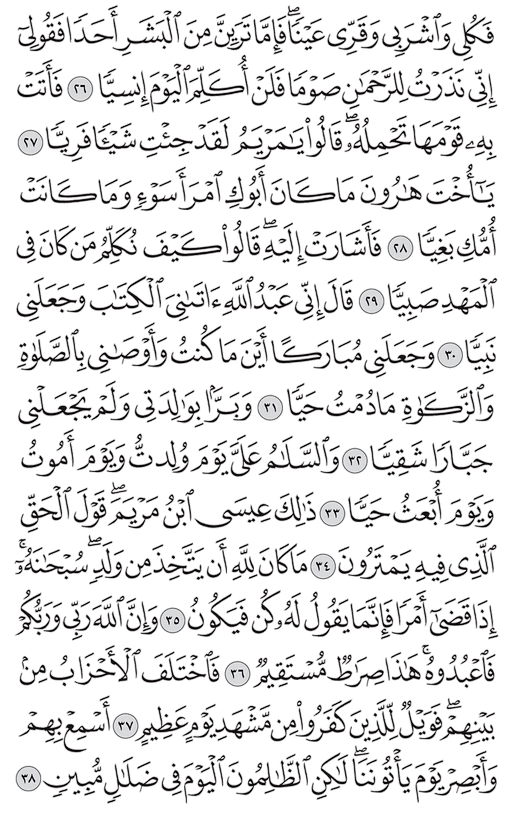 فَكُلِي وَٱشْرَبِي وَقَرِّي عَيْنًاۖ فَإِمَّا تَرَيِنَّ مِنَ ٱلْبَشَرِ أَحَدًا فَقُولِيٓ
إِنِّي نَذَرْتُ لِلرَّحْمَٰنِ صَوْمًا فَلَنْ أُكَلِّمَ ٱلْيَوْمَ إِنسِيًّا ٢٦ فَأَتَتْ
بِهِۦ قَوْمَهَا تَحْمِلُهُۥۖ قَالُوا۟ يَٰمَرْيَمُ لَقَدْ جِئْتِ شَيْـًٔا فَرِيًّا ٢٧
يَٰٓأُخْتَ هَٰرُونَ مَا كَانَ أَبُوكِ ٱمْرَأَ سَوْءٍ وَمَا كَانَتْ
أُمُّكِ بَغِيًّا ٢٨ فَأَشَارَتْ إِلَيْهِۖ قَالُوا۟ كَيْفَ نُكَلِّمُ مَن كَانَ فِي
ٱلْمَهْدِ صَبِيًّا ٢٩ قَالَ إِنِّي عَبْدُ ٱللَّهِ ءَاتَىٰنِيَ ٱلْكِتَٰبَ وَجَعَلَنِي
نَبِيًّا ٣٠ وَجَعَلَنِي مُبَارَكًا أَيْنَ مَا كُنتُ وَأَوْصَٰنِي بِٱلصَّلَوٰةِ
وَٱلزَّكَوٰةِ مَا دُمْتُ حَيًّا ٣١ وَبَرًّۢا بِوَٰلِدَتِي وَلَمْ يَجْعَلْنِي
جَبَّارًا شَقِيًّا ٣٢ وَٱلسَّلَٰمُ عَلَيَّ يَوْمَ وُلِدتُّ وَيَوْمَ أَمُوتُ
وَيَوْمَ أُبْعَثُ حَيًّا ٣٣ ذَٰلِكَ عِيسَى ٱبْنُ مَرْيَمَۖ قَوْلَ ٱلْحَقِّ
ٱلَّذِي فِيهِ يَمْتَرُونَ ٣٤ مَا كَانَ لِلَّهِ أَن يَتَّخِذَ مِن وَلَدٍۖ سُبْحَٰنَهُۥٓۚ
إِذَا قَضَىٰٓ أَمْرًا فَإِنَّمَا يَقُولُ لَهُۥ كُن فَيَكُونُ ٣٥ وَإِنَّ ٱللَّهَ رَبِّي وَرَبُّكُمْ
فَٱعْبُدُوهُۚ هَٰذَا صِرَٰطٌ مُّسْتَقِيمٌ ٣٦ فَٱخْتَلَفَ ٱلْأَحْزَابُ مِنۢ
بَيْنِهِمْۖ فَوَيْلٌ لِّلَّذِينَ كَفَرُوا۟ مِن مَّشْهَدِ يَوْمٍ عَظِيمٍ ٣٧ أَسْمِعْ بِهِمْ
وَأَبْصِرْ يَوْمَ يَأْتُونَنَاۖ لَٰكِنِ ٱلظَّٰلِمُونَ ٱلْيَوْمَ فِي ضَلَٰلٍ مُّبِينٍ ٣٨